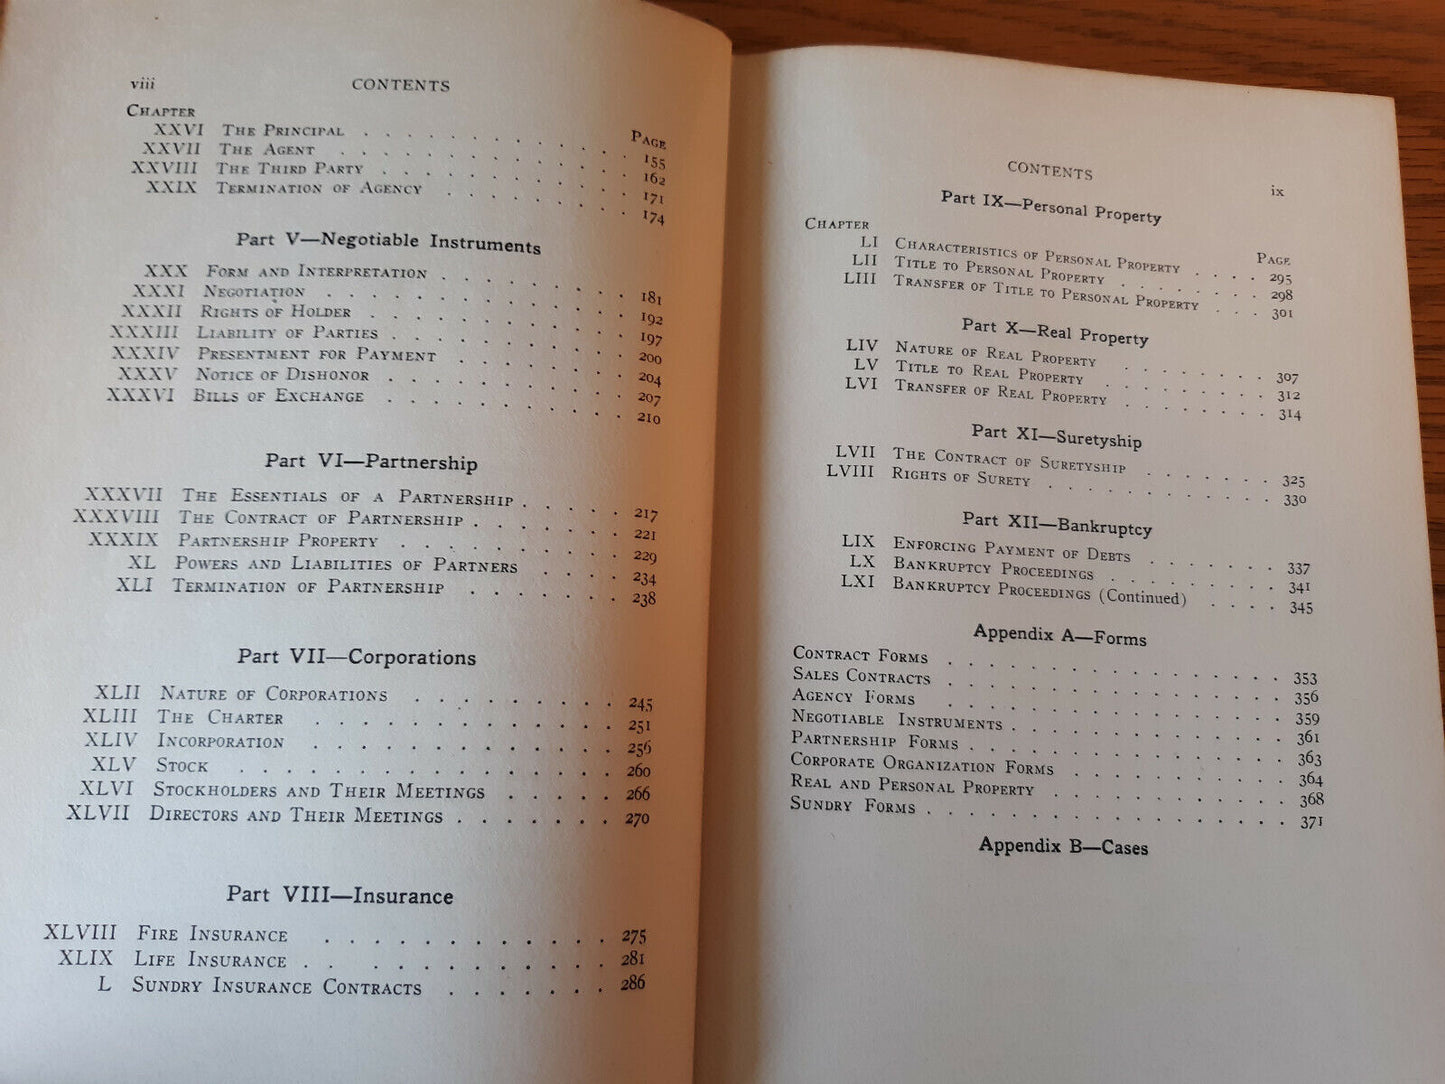 viii CONTENTS
CHAPTER PAGE
XXVI THE PRINCIPAL . . . . . . . . . . . . 155
XXVII THE AGENT . . . . . . . . . . . . 162
XXVIII THE THIRD PARTY . . . . . . . . . . . 171
XXIX TERMINATION OF AGENCY . . . . . . . . 174
Part V—Negotiable Instruments
XXX FORM AND INTERPRETATION . . . . . . . . 181
XXXI NEGOTIATION . . . . . . . . . . . . 192
XXXII RIGHTS OF HOLDER . . . . . . . . . . . 197
XXXIII LIABILITY OF PARTIES . . . . . . . . . . 200
XXXIV PRESENTMENT FOR PAYMENT . . . . . . . . 204
XXXV NOTICE OF DISHONOR . . . . . . . . . . 207
XXXVI BILLS OF EXCHANGE . . . . . . . . . . 210
Part VI—Partnership
XXXVII THE ESSENTIALS OF A PARTNERSHIP . . . . . 217
XXXVIII THE CONTRACT OF PARTNERSHIP . . . . . . . 221
XXXIX PARTNERSHIP PROPERTY . . . . . . . . . 229
XL POWERS AND LIABILITIES OF PARTNERS . . . . 234
XLI TERMINATION OF PARTNERSHIP . . . . . . . 238
Part VII—Corporations
XLII NATURE OF CORPORATIONS . . . . . . . . 245
XLIII THE CHARTER . . . . . . . . . . . . 251
XLIV INCORPORATION . . . . . . . . . . . . 256
XLV STOCK . . . . . . . . . . . . . . . 260
XLVI STOCKHOLDERS AND THEIR MEETINGS . . . . . 266
XLVII DIRECTORS AND THEIR MEETINGS . . . . . . . 270
Part VIII—Insurance
XLVIII FIRE INSURANCE . . . . . . . . . . . . 275
XLIX LIFE INSURANCE . . . . . . . . . . . . 281
L SUNDRY INSURANCE CONTRACTS . . . . . . . 286
CONTENTS ix
Part IX—Personal Property
CHAPTER PAGE
LI CHARACTERISTICS OF PERSONAL PROPERTY . . . . 295
LII TITLE TO PERSONAL PROPERTY . . . . . . . 298
LIII TRANSFER OF TITLE TO PERSONAL PROPERTY . . . 301
Part X—Real Property
LIV NATURE OF REAL PROPERTY . . . . . . . . 307
LV TITLE TO REAL PROPERTY . . . . . . . . 312
LVI TRANSFER OF REAL PROPERTY . . . . . . . 314
Part XI—Suretyship
LVII THE CONTRACT OF SURETYSHIP . . . . . . . 325
LVIII RIGHTS OF SURETY . . . . . . . . . . . 330
Part XII—Bankruptcy
LIX ENFORCING PAYMENT OF DEBTS . . . . . . . 337
LX BANKRUPTCY PROCEEDINGS . . . . . . . . 341
LXI BANKRUPTCY PROCEEDINGS (Continued) . . . . 345
Appendix A—Forms
CONTRACT FORMS . . . . . . . . . . . . . . 353
SALES CONTRACTS . . . . . . . . . . . . . . 356
AGENCY FORMS . . . . . . . . . . . . . . 359
NEGOTIABLE INSTRUMENTS . . . . . . . . . . . 361
PARTNERSHIP FORMS . . . . . . . . . . . . . 363
CORPORATE ORGANIZATION FORMS . . . . . . . . 364
REAL AND PERSONAL PROPERTY . . . . . . . . . 368
SUNDRY FORMS . . . . . . . . . . . . . . 371
Appendix B—Cases